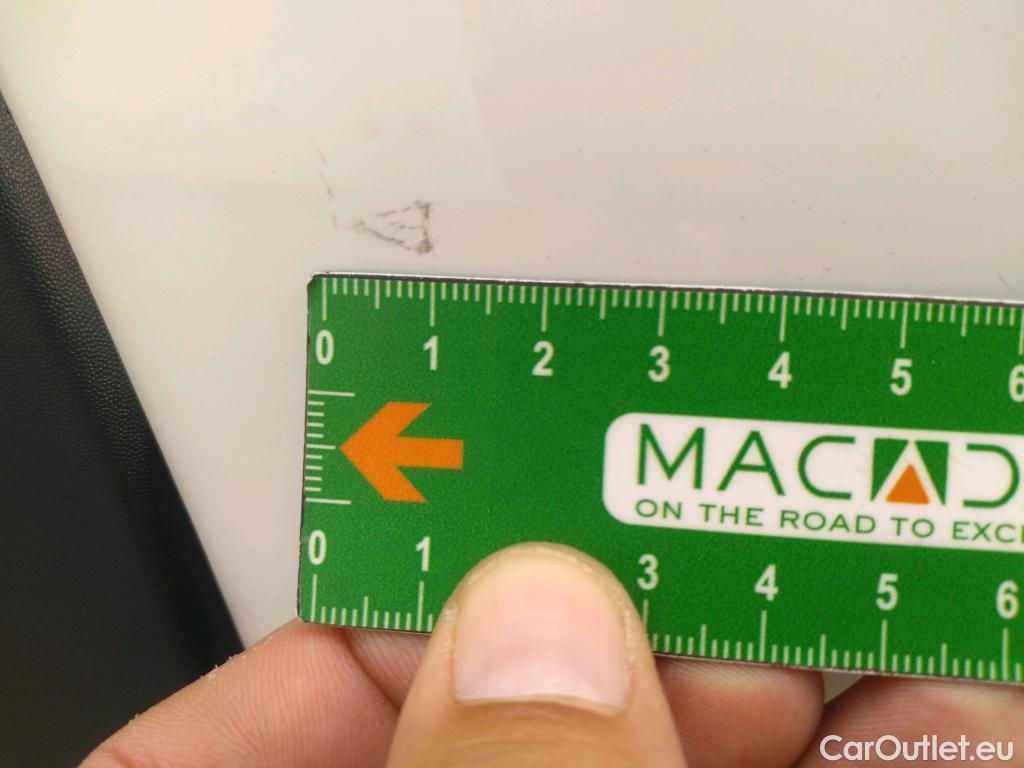 0 1 2 3 4 5 6
MACAD
ON THE ROAD TO EXC
0 1 3 4 5 6
CarOutlet.eu